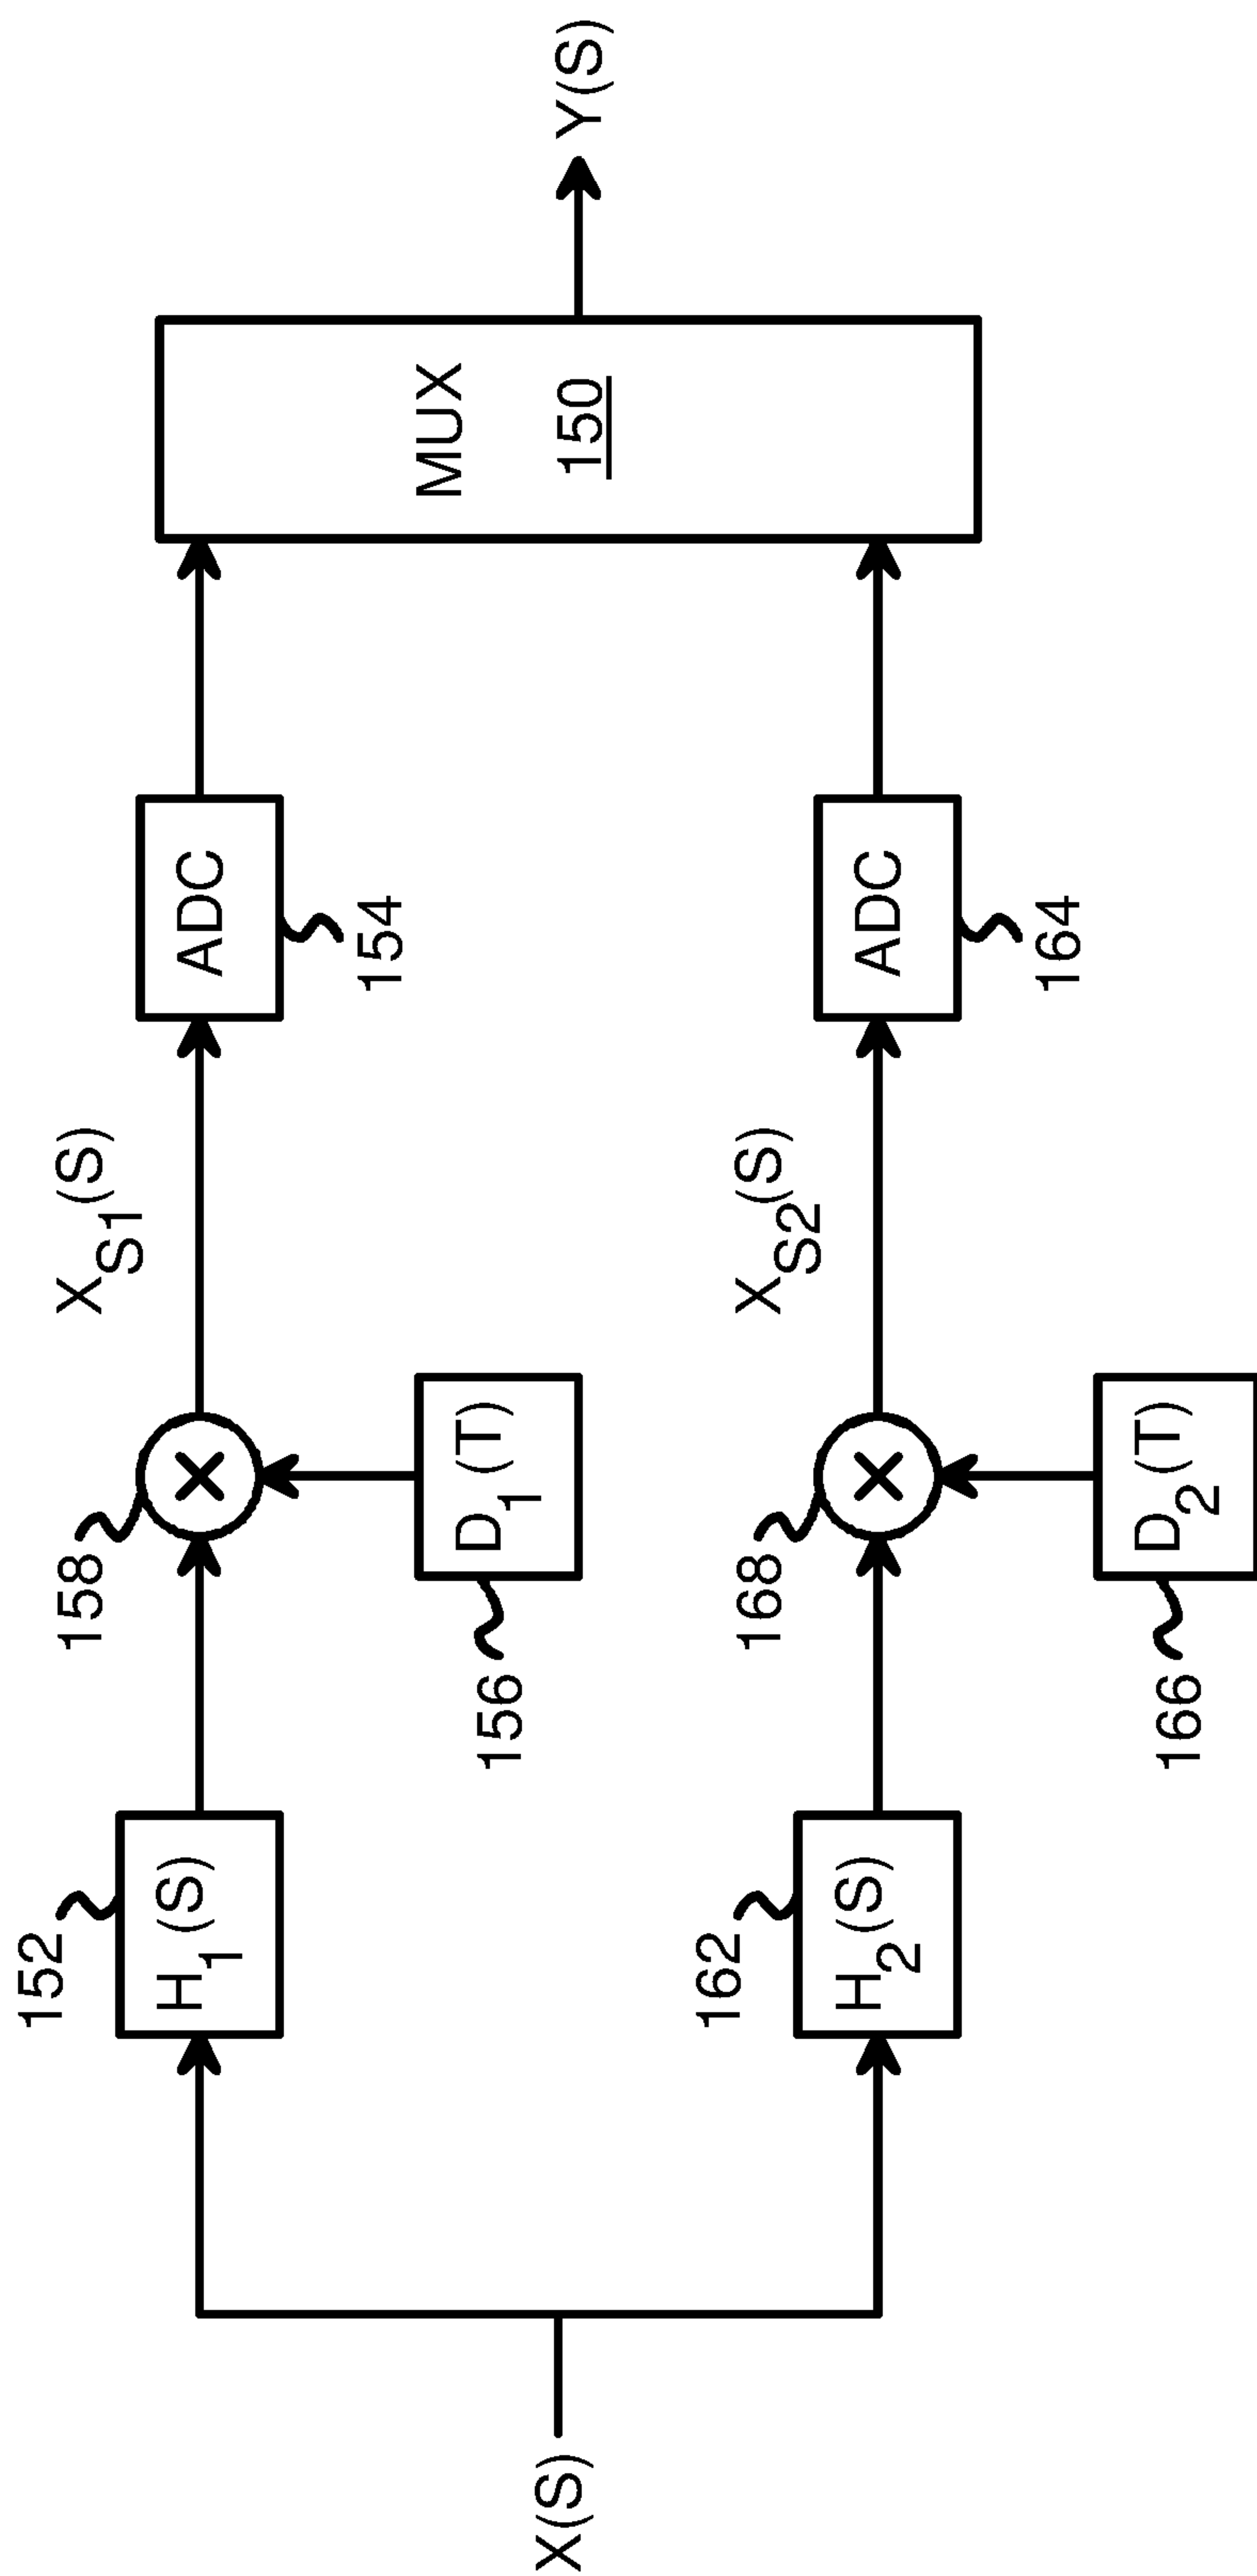 X(S)
152
H1(S)
158
D1(T)
156
XS1(S)
ADC
154
162
H2(S)
168
D2(T)
166
XS2(S)
ADC
164
MUX
150
Y(S)